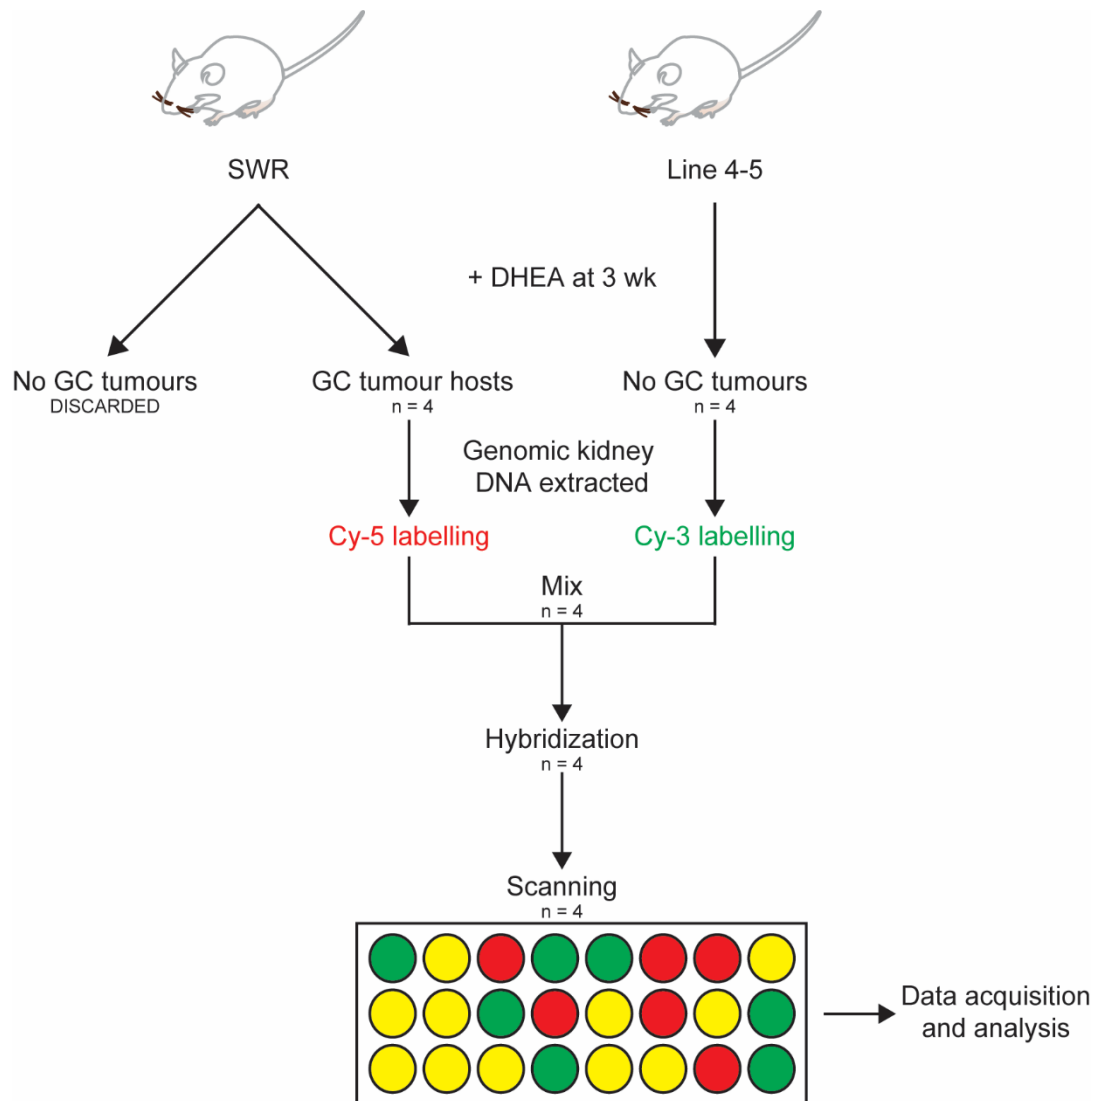 SWR
Line 4-5
+ DHEA at 3 wk
No GC tumours
DISCARDED
GC tumour hosts
n = 4
No GC tumours
n = 4
Genomic kidney
DNA extracted
Cy-5 labelling
Cy-3 labelling
Mix
n = 4
Hybridization
n = 4
Scanning
n = 4
Data acquisition
and analysis